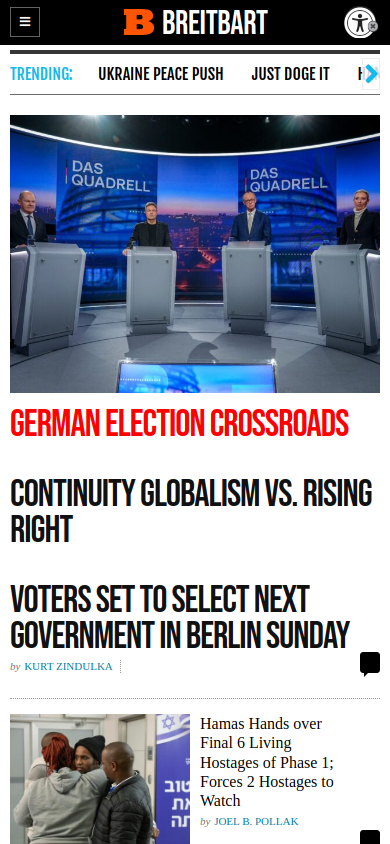 B BREITBART
TRENDING: UKRAINE PEACE PUSH JUST DOGE IT
DAS QUADRELL DAS QUADRELL
GERMAN ELECTION CROSSROADS
CONTINUITY GLOBALISM VS. RISING
RIGHT
VOTERS SET TO SELECT NEXT
GOVERNMENT IN BERLIN SUNDAY
by KURT ZINDULKA
Hamas Hands over
Final 6 Living
Hostages of Phase 1;
Forces 2 Hostages to
Watch
by JOEL B. POLLAK